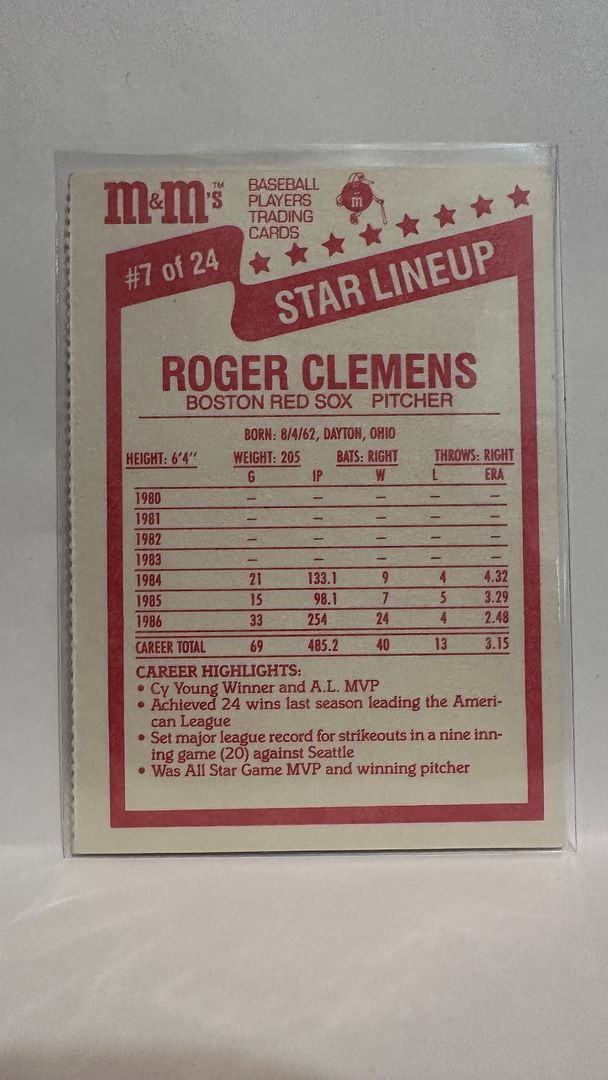 m&m's™
BASEBALL
PLAYERS
TRADING
CARDS
m
#7 of 24
STAR LINEUP
ROGER CLEMENS
BOSTON RED SOX PITCHER
BORN: 8/4/62, DAYTON, OHIO
HEIGHT: 6'4'' WEIGHT: 205 BATS: RIGHT THROWS: RIGHT
G IP W L ERA
1980 — — — — —
1981 — — — — —
1982 — — — — —
1983 — — — — —
1984 21 133.1 9 4 4.32
1985 15 98.1 7 5 3.29
1986 33 254 24 4 2.48
CAREER TOTAL 69 485.2 40 13 3.15
CAREER HIGHLIGHTS:
• Cy Young Winner and A.L. MVP
• Achieved 24 wins last season leading the Ameri-
can League
• Set major league record for strikeouts in a nine inn-
ing game (20) against Seattle
• Was All Star Game MVP and winning pitcher